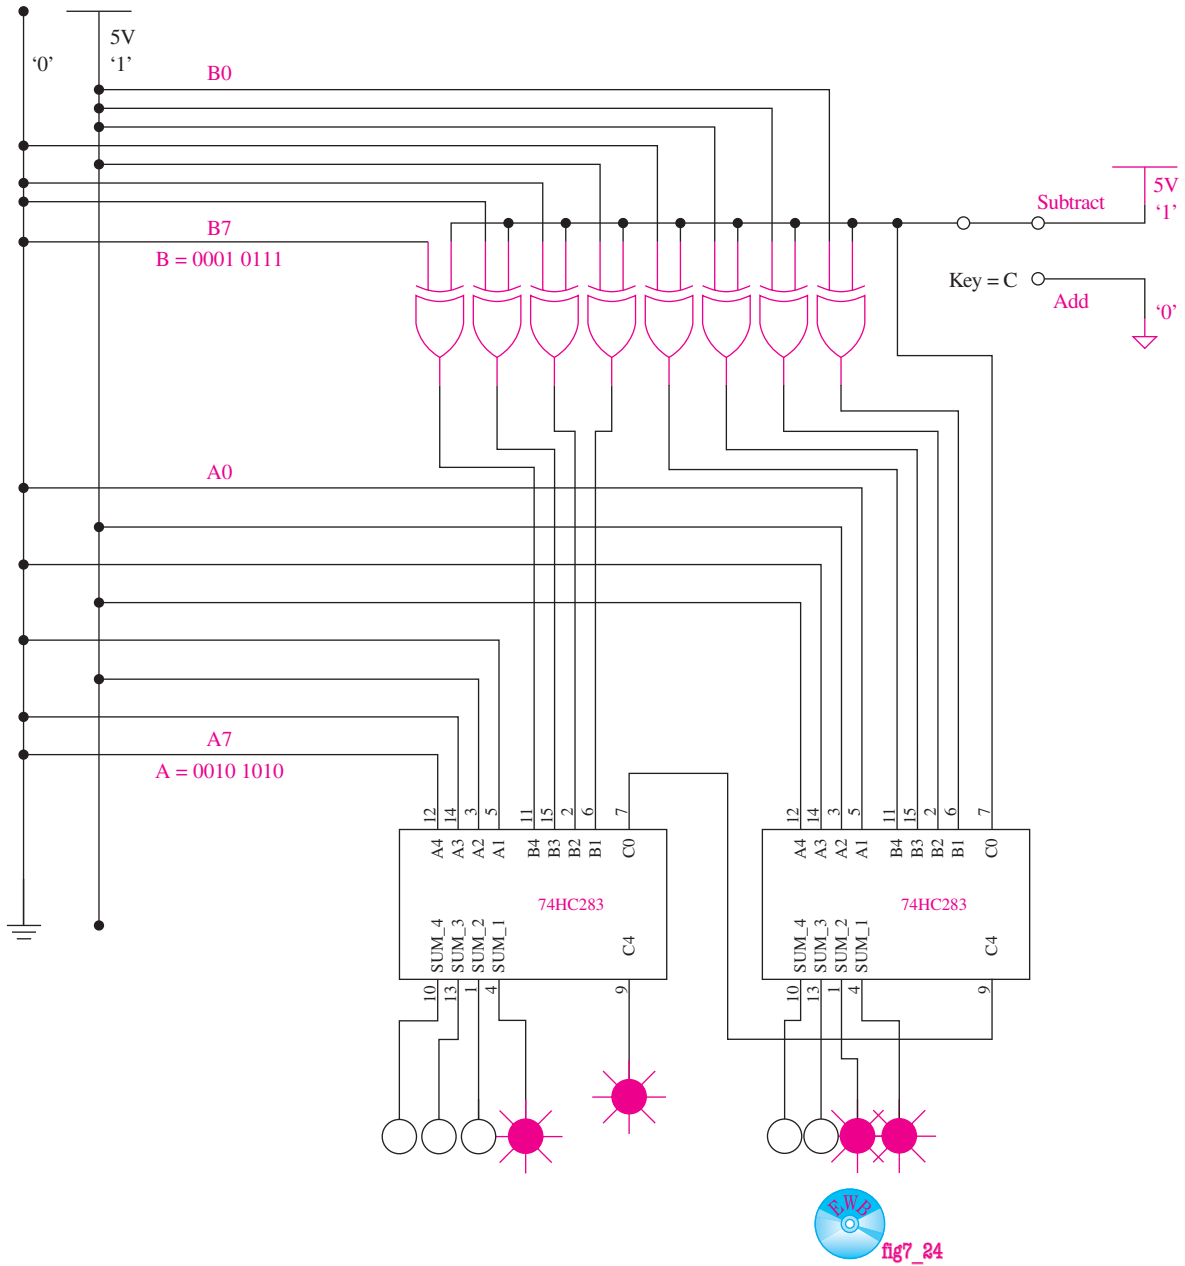 5V
‘0’ ‘1’
B0
5V
Subtract
‘1’
B7
B = 0001 0111
Key = C
Add
‘0’
A0
A7
A = 0010 1010
12 14 3 5 11 15 2 6 7
12 14 3 5 11 15 2 6 7
A4 A3 A2 A1 B4 B3 B2 B1 C0
A4 A3 A2 A1 B4 B3 B2 B1 C0
74HC283
74HC283
SUM_4 SUM_3 SUM_2 SUM_1 C4
SUM_4 SUM_3 SUM_2 SUM_1 C4
10 13 1 4 9
10 13 1 4 9
EWB
fig7_24